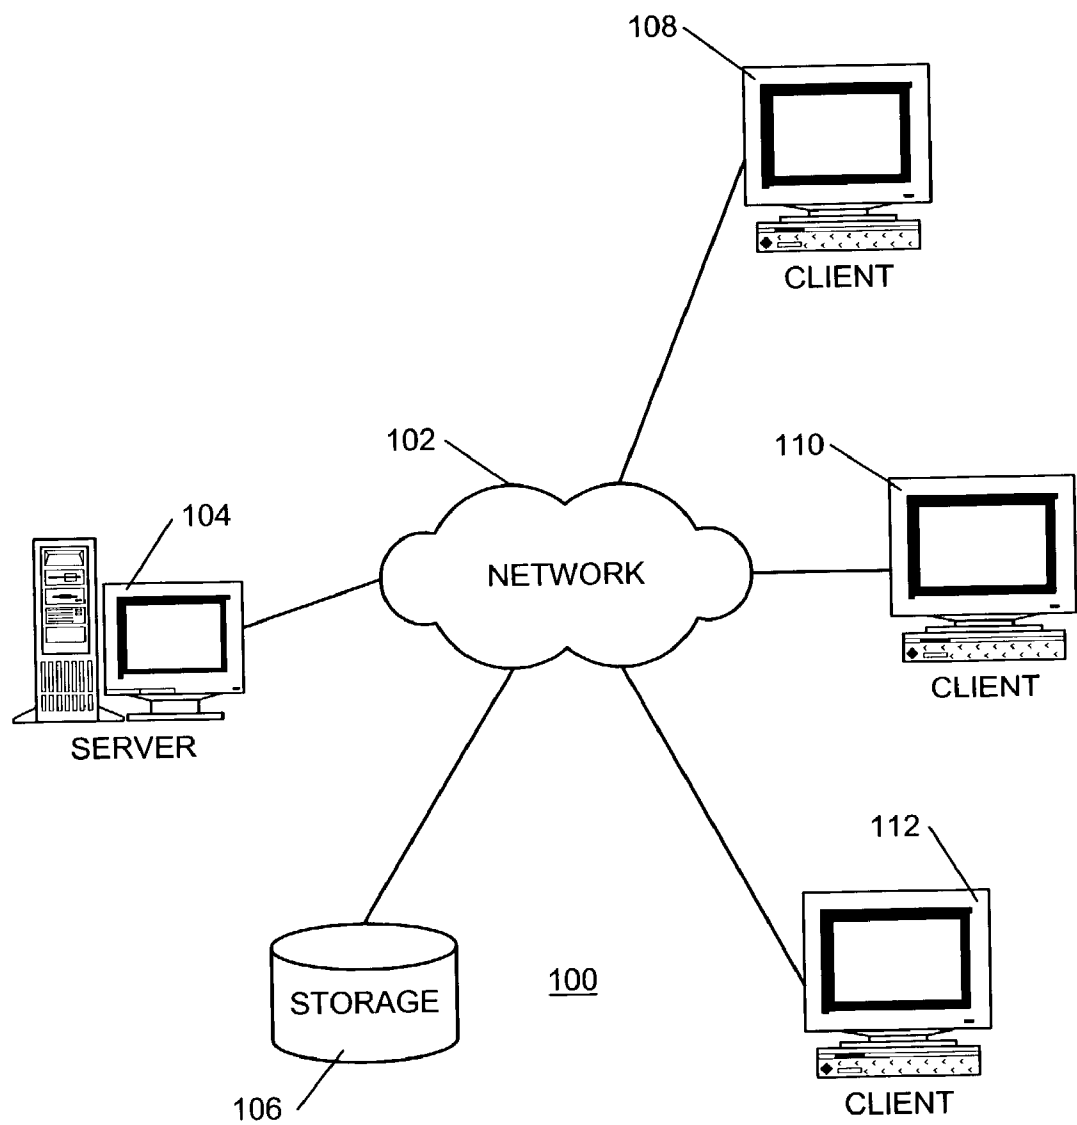 108
CLIENT
102
110
104
NETWORK
CLIENT
SERVER
112
STORAGE
100
106
CLIENT